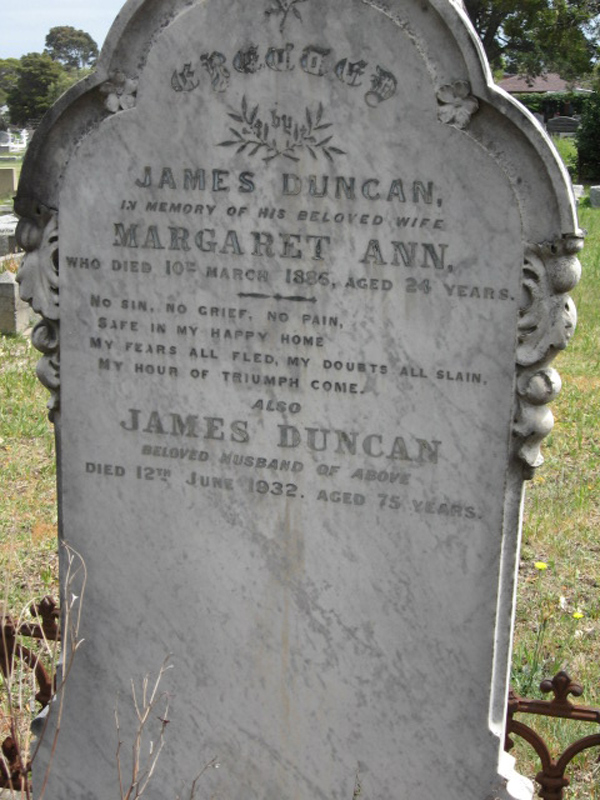 ERECTED
by
JAMES DUNCAN,
IN MEMORY OF HIS BELOVED WIFE
MARGARET ANN,
WHO DIED 10TH MARCH 1886, AGED 24 YEARS.
NO SIN, NO GRIEF, NO PAIN,
SAFE IN MY HAPPY HOME
MY FEARS ALL FLED, MY DOUBTS ALL SLAIN,
MY HOUR OF TRIUMPH COME.
ALSO
JAMES DUNCAN
BELOVED HUSBAND OF ABOVE
DIED 12TH JUNE 1932. AGED 75 YEARS.